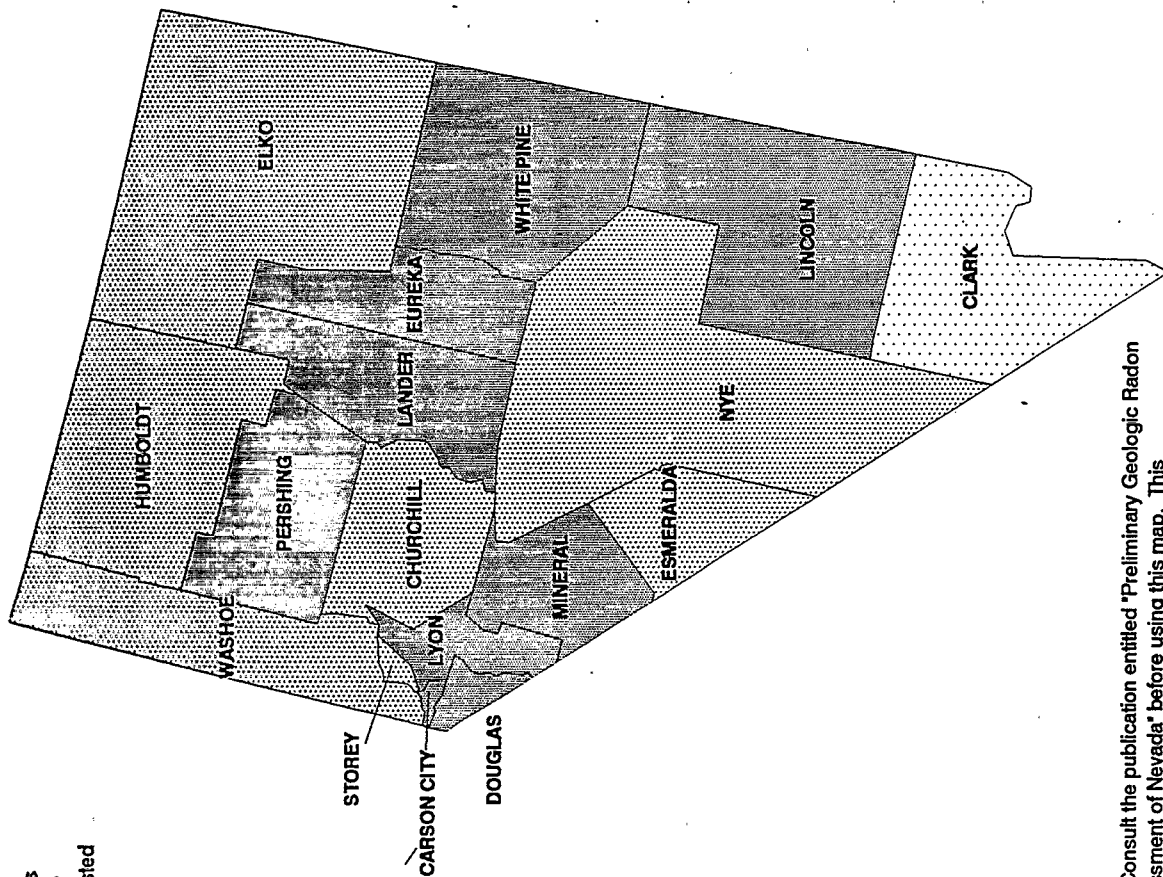 sted
HUMBOLDT
ELKO
WASHOE
PERSHING
STOREY
LANDER
EUREKA
CHURCHILL
CARSON CITY
LYON
DOUGLAS
WHITE PINE
MINERAL
ESMERALDA
NYE
LINCOLN
CLARK
Consult the publication entitled "Preliminary Geologic Radon
ssment of Nevada" before using this map. This